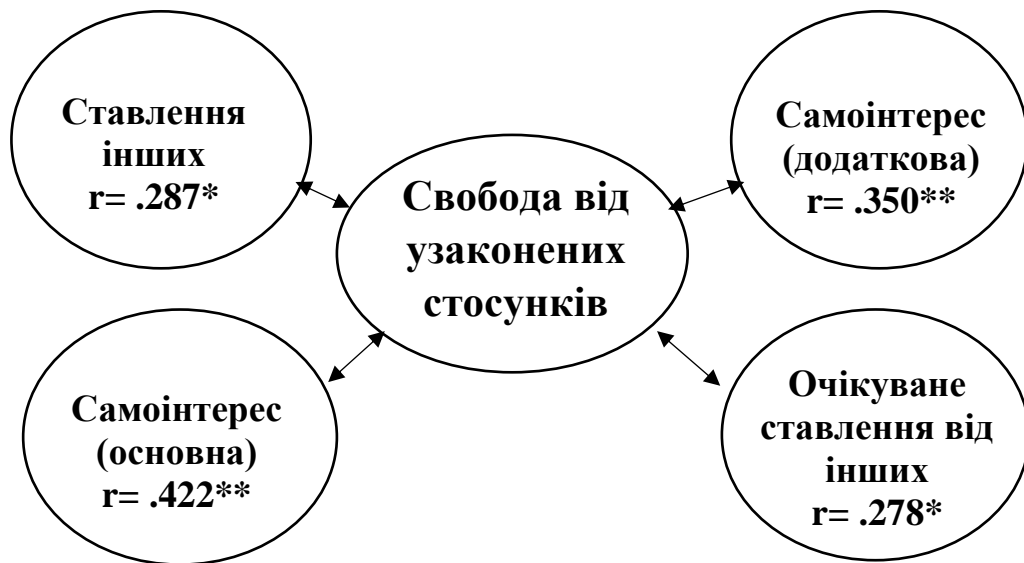 Ставлення
інших
r= .287*
Самоінтерес
(додаткова)
r= .350**
Свобода від
узаконених
стосунків
Самоінтерес
(основна)
r= .422**
Очікуване
ставлення від
інших
r= .278*